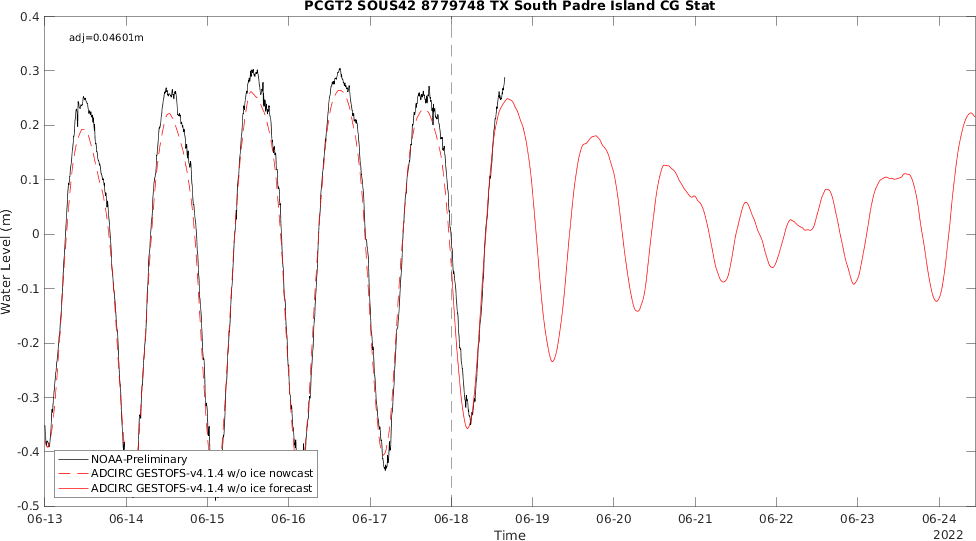 PCGT2 SOUS42 8779748 TX South Padre Island CG Stat
adj=0.04601m
0.4
0.3
0.2
0.1
0
-0.1
-0.2
-0.3
-0.4
-0.5
Water Level (m)
NOAA-Preliminary
ADCIRC GESTOFS-v4.1.4 w/o ice nowcast
ADCIRC GESTOFS-v4.1.4 w/o ice forecast
06-13 06-14 06-15 06-16 06-17 06-18 06-19 06-20 06-21 06-22 06-23 06-24
Time
2022